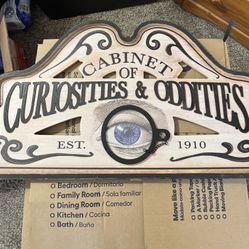 CABINET
OF
CURIOSITIES & ODDITIES
EST. 1910
Bedroom / Dormitorio
Family Room / Sala familiar
Dining Room / Comedor
Kitchen / Cocina
Bath / Baño